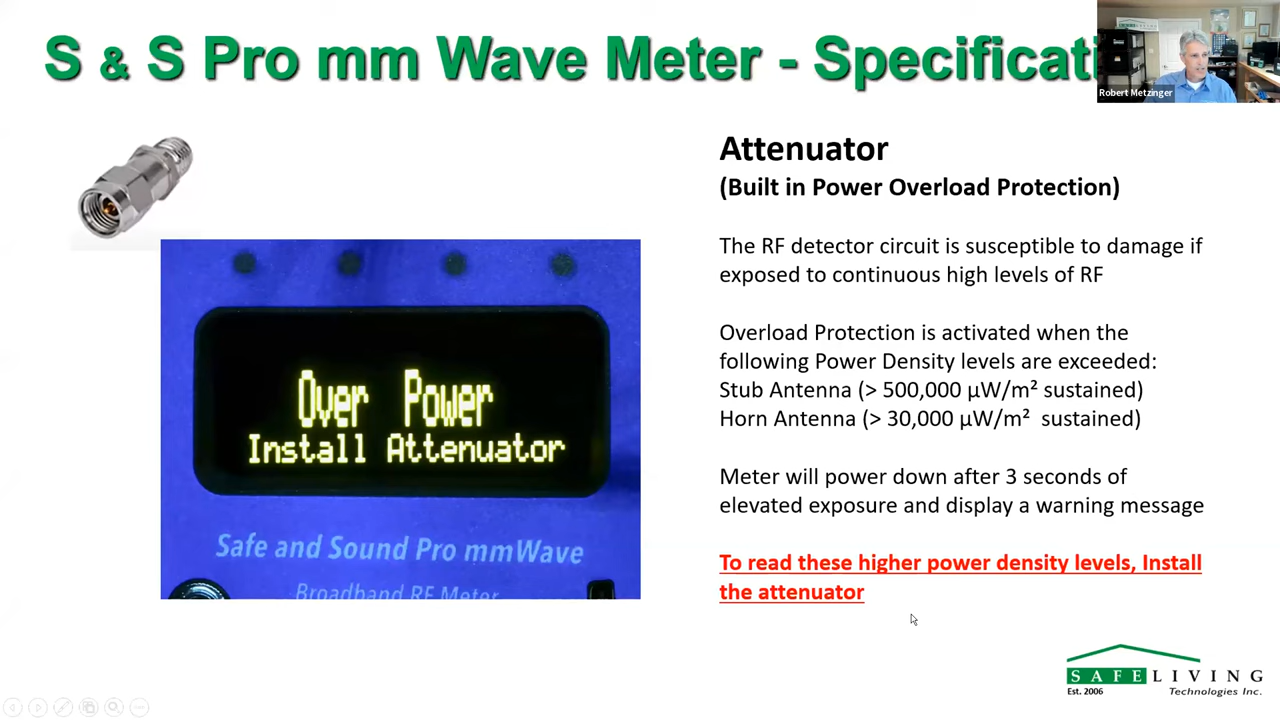 S & S Pro mm Wave Meter - Specificati
Robert Metzinger
Attenuator
(Built in Power Overload Protection)
The RF detector circuit is susceptible to damage if
exposed to continuous high levels of RF
Overload Protection is activated when the
following Power Density levels are exceeded:
Stub Antenna (> 500,000 µW/m² sustained)
Horn Antenna (> 30,000 µW/m² sustained)
Meter will power down after 3 seconds of
elevated exposure and display a warning message
To read these higher power density levels, Install
the attenuator
Over Power
Install Attenuator
Safe and Sound Pro mmWave
Broadband RF Meter
SAFELIVING
Est. 2006 Technologies Inc.